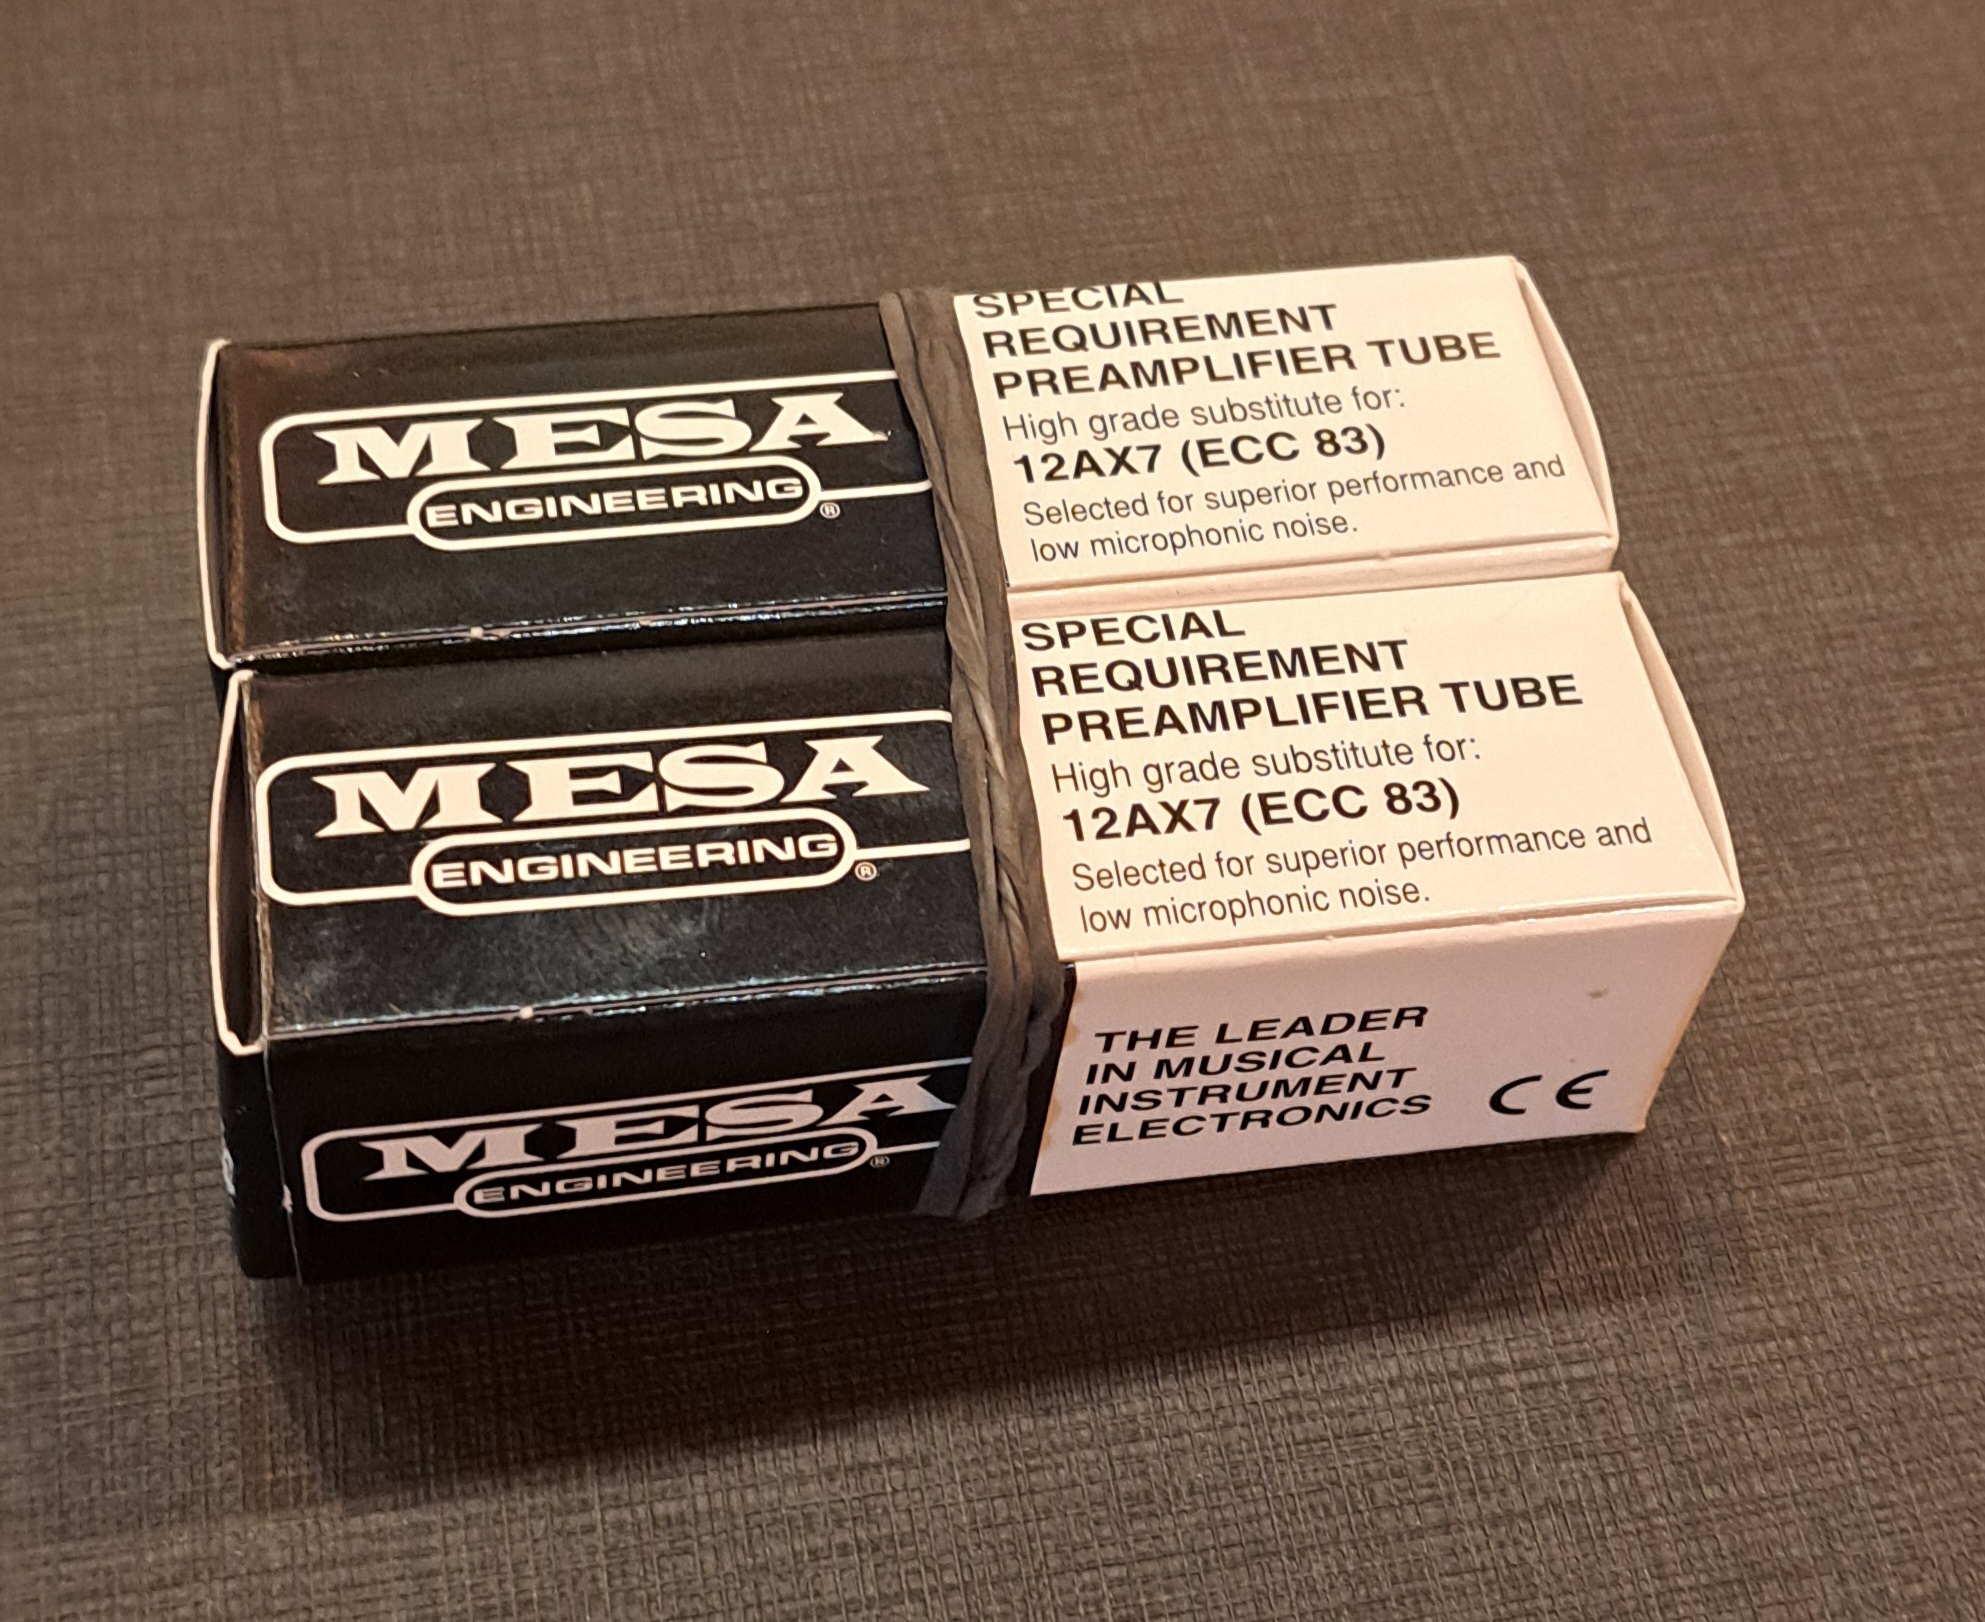 MESA
ENGINEERING®
SPECIAL
REQUIREMENT
PREAMPLIFIER TUBE
High grade substitute for:
12AX7 (ECC 83)
Selected for superior performance and
low microphonic noise.
MESA
ENGINEERING®
SPECIAL
REQUIREMENT
PREAMPLIFIER TUBE
High grade substitute for:
12AX7 (ECC 83)
Selected for superior performance and
low microphonic noise.
MESA
ENGINEERING®
THE LEADER
IN MUSICAL
INSTRUMENT
ELECTRONICS
CE